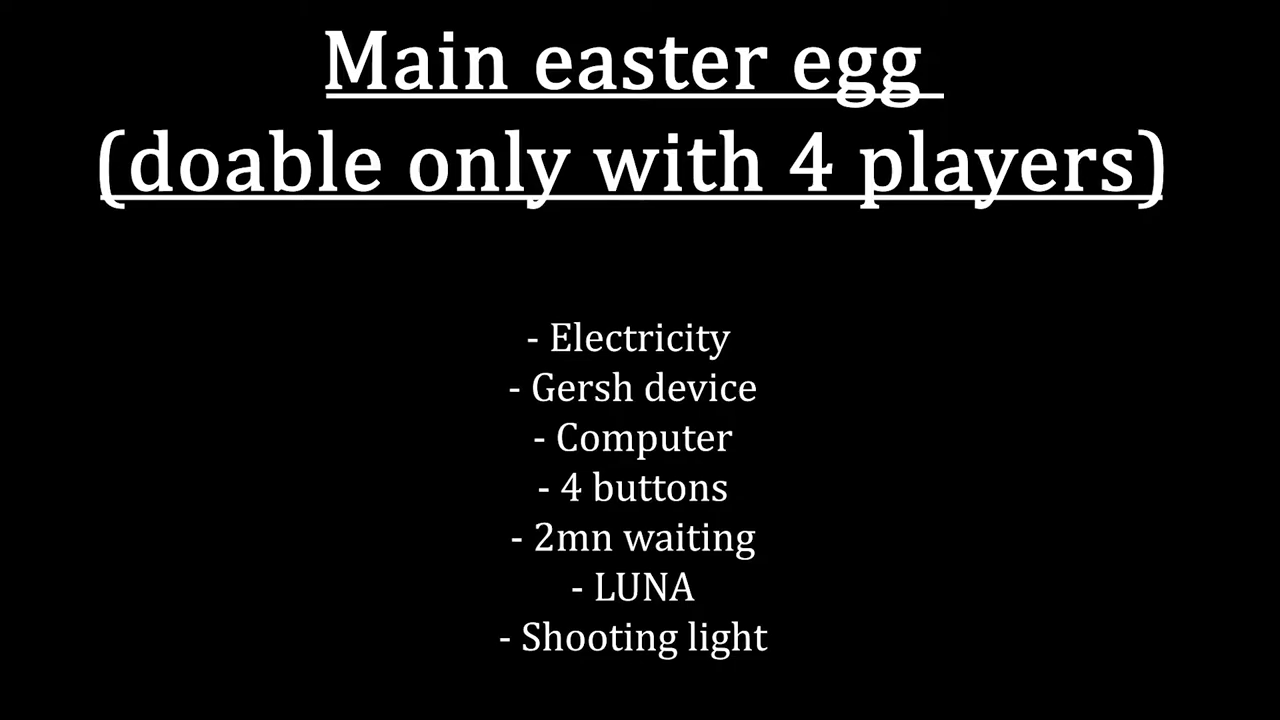 Main easter egg
(doable only with 4 players)
- Electricity
- Gersh device
- Computer
- 4 buttons
- 2mn waiting
- LUNA
- Shooting light